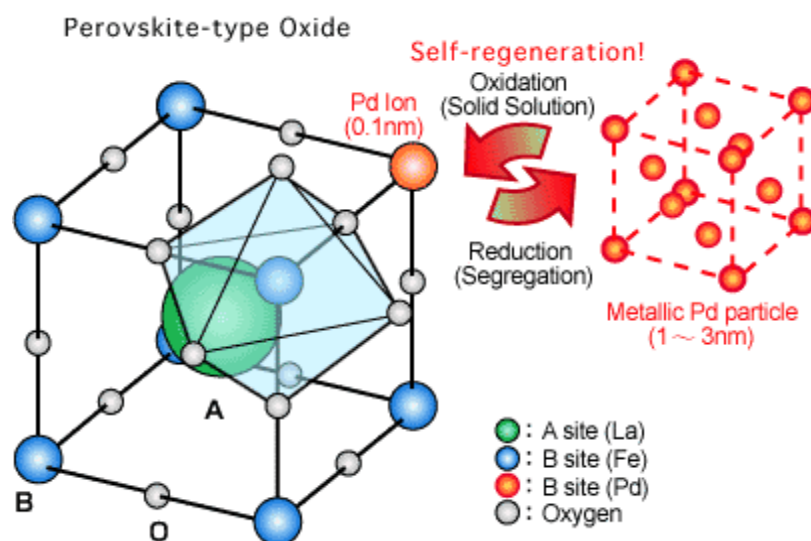 Perovskite-type Oxide
Self-regeneration!
Oxidation
(Solid Solution)
Pd Ion
(0.1nm)
Reduction
(Segregation)
Metallic Pd particle
(1～3nm)
A
B
O
: A site (La)
: B site (Fe)
: B site (Pd)
: Oxygen